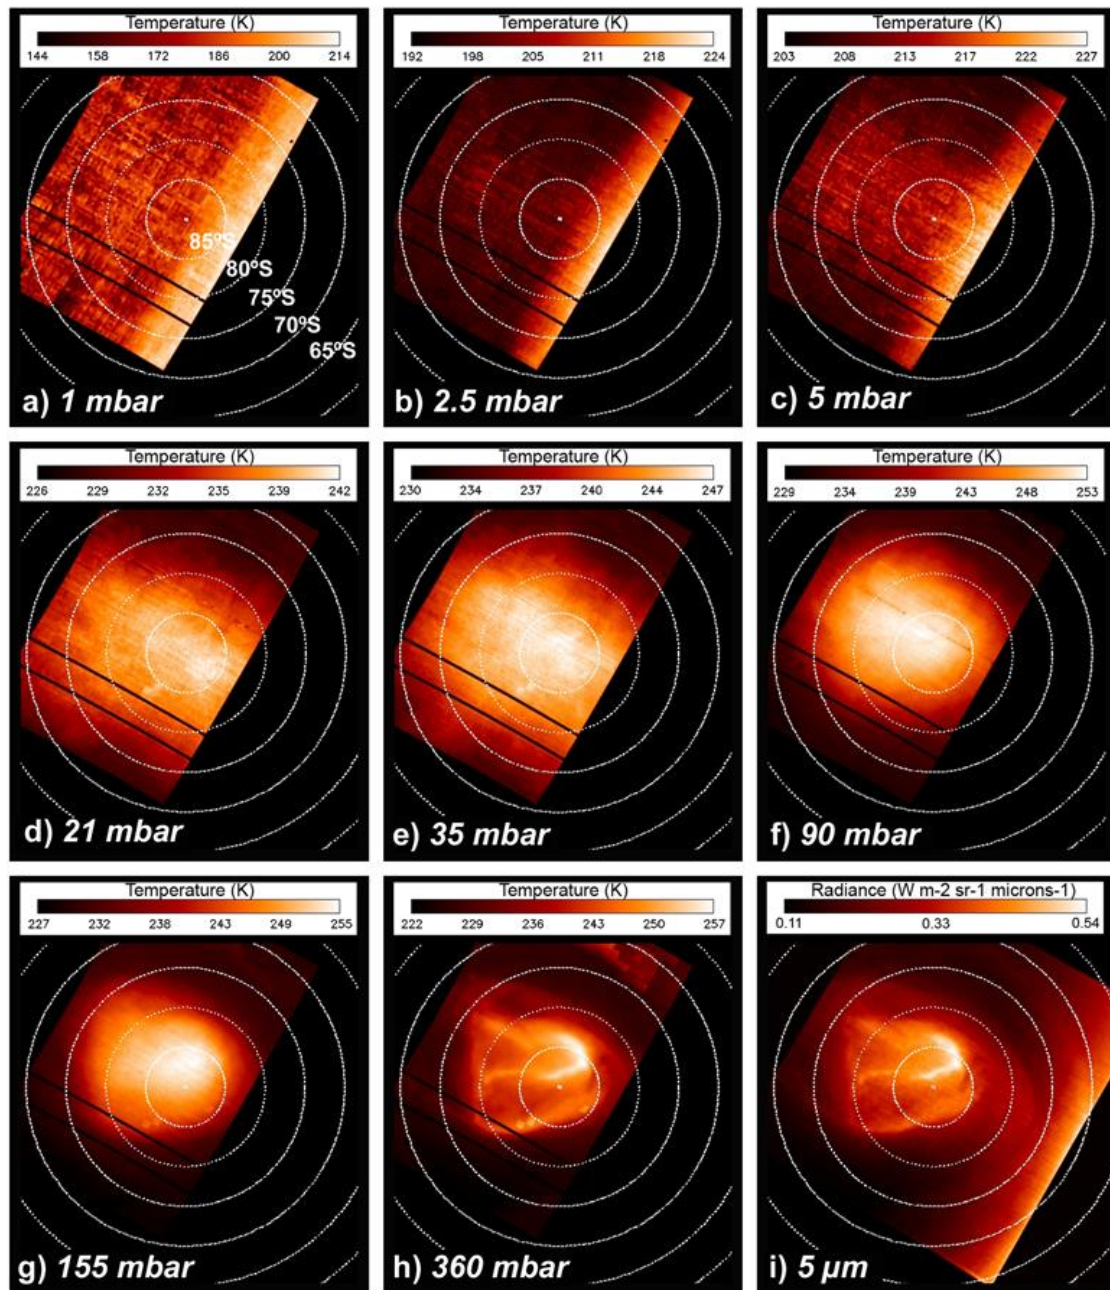 Temperature (K)
144 158 172 186 200 214
85ºS
80ºS
75ºS
70ºS
65ºS
a) 1 mbar
Temperature (K)
192 198 205 211 218 224
b) 2.5 mbar
Temperature (K)
203 208 213 217 222 227
c) 5 mbar
Temperature (K)
226 229 232 235 239 242
d) 21 mbar
Temperature (K)
230 234 237 240 244 247
e) 35 mbar
Temperature (K)
229 234 239 243 248 253
f) 90 mbar
Temperature (K)
227 232 238 243 249 255
g) 155 mbar
Temperature (K)
222 229 236 243 250 257
h) 360 mbar
Radiance (W m-2 sr-1 microns-1)
0.11 0.33 0.54
i) 5 µm